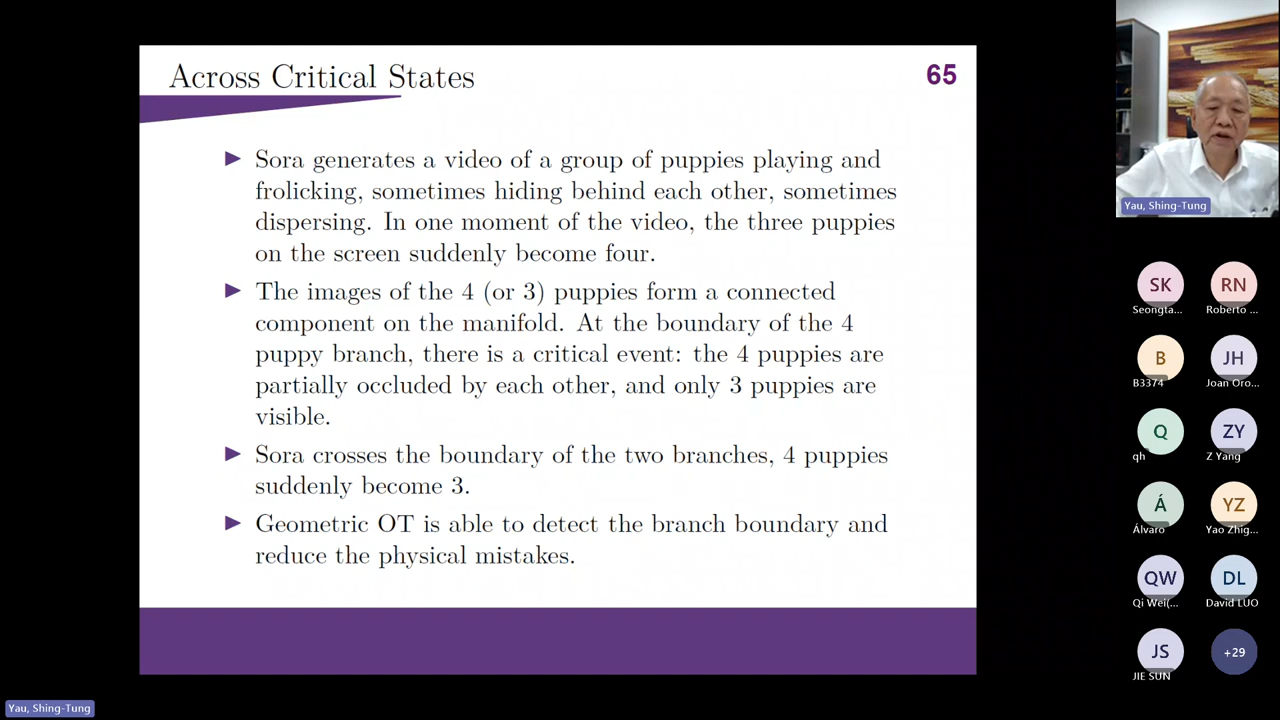 Across Critical States
65
Sora generates a video of a group of puppies playing and
frolicking, sometimes hiding behind each other, sometimes
dispersing. In one moment of the video, the three puppies
on the screen suddenly become four.
The images of the 4 (or 3) puppies form a connected
component on the manifold. At the boundary of the 4
puppy branch, there is a critical event: the 4 puppies are
partially occluded by each other, and only 3 puppies are
visible.
Sora crosses the boundary of the two branches, 4 puppies
suddenly become 3.
Geometric OT is able to detect the branch boundary and
reduce the physical mistakes.
Yau, Shing-Tung
SK
RN
Seongta...
Roberto ...
B
JH
B3374
Joan Oro...
Q
ZY
qh
Z Yang
Á
YZ
Álvaro
Yao Zhig...
QW
DL
Qi Wei(...
David LUO
JS
+29
JIE SUN
Yau, Shing-Tung